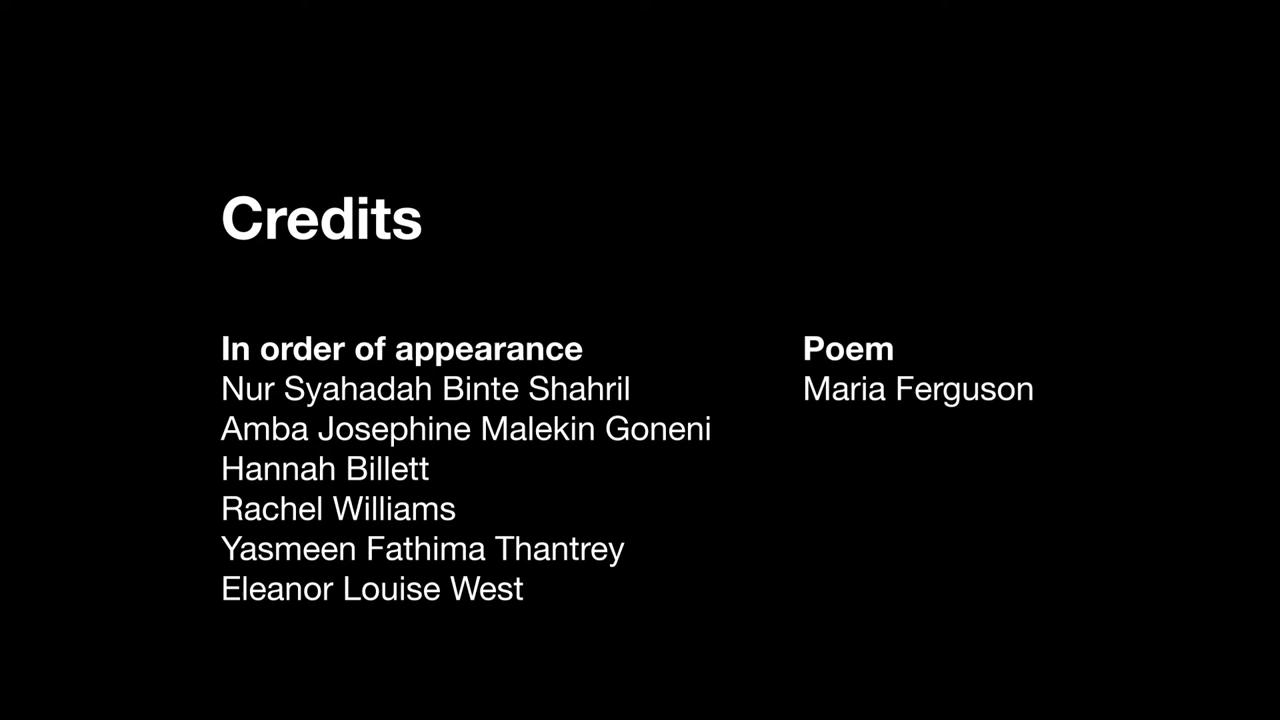 Credits
In order of appearance
Nur Syahadah Binte Shahril
Amba Josephine Malekin Goneni
Hannah Billett
Rachel Williams
Yasmeen Fathima Thantrey
Eleanor Louise West
Poem
Maria Ferguson